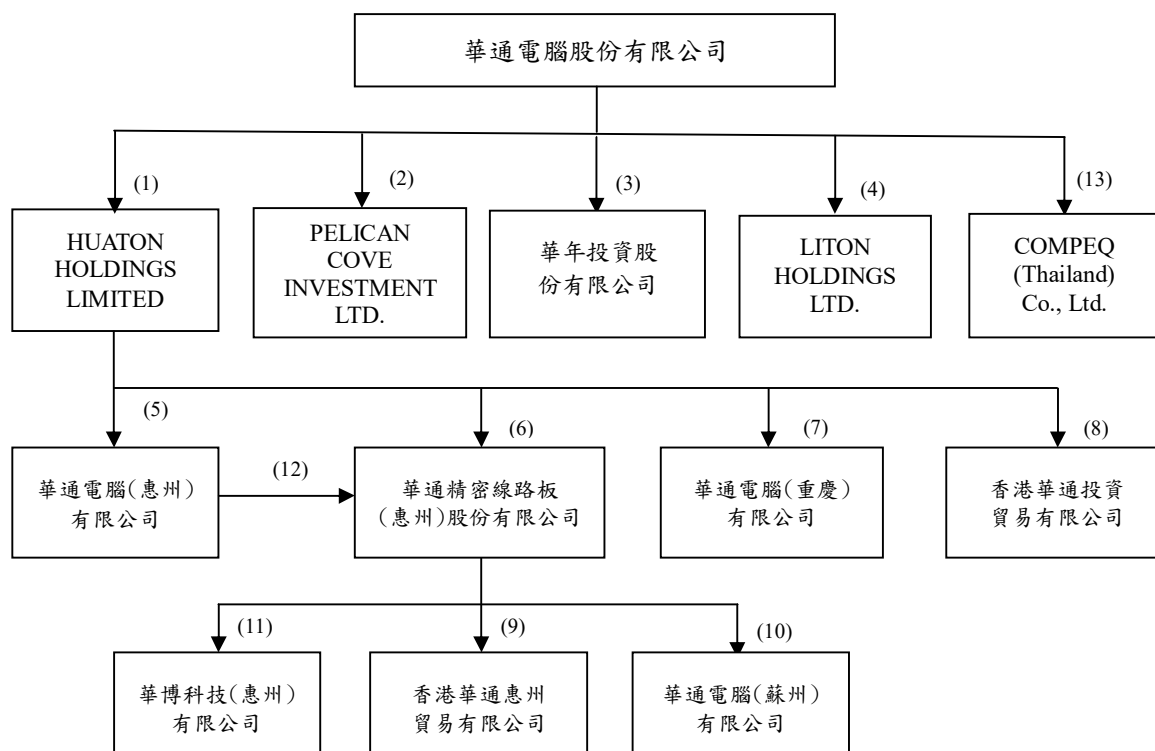 華通電腦股份有限公司
(1)
(2)
(3)
(4)
(13)
HUATON
HOLDINGS
LIMITED
PELICAN
COVE
INVESTMENT
LTD.
華年投資股
份有限公司
LITON
HOLDINGS
LTD.
COMPEQ
(Thailand)
Co., Ltd.
(5)
(6)
(7)
(8)
華通電腦(惠州)
有限公司
(12)
華通精密線路板
(惠州)股份有限公司
華通電腦(重慶)
有限公司
香港華通投資
貿易有限公司
(11)
(9)
(10)
華博科技(惠州)
有限公司
香港華通惠州
貿易有限公司
華通電腦(蘇州)
有限公司